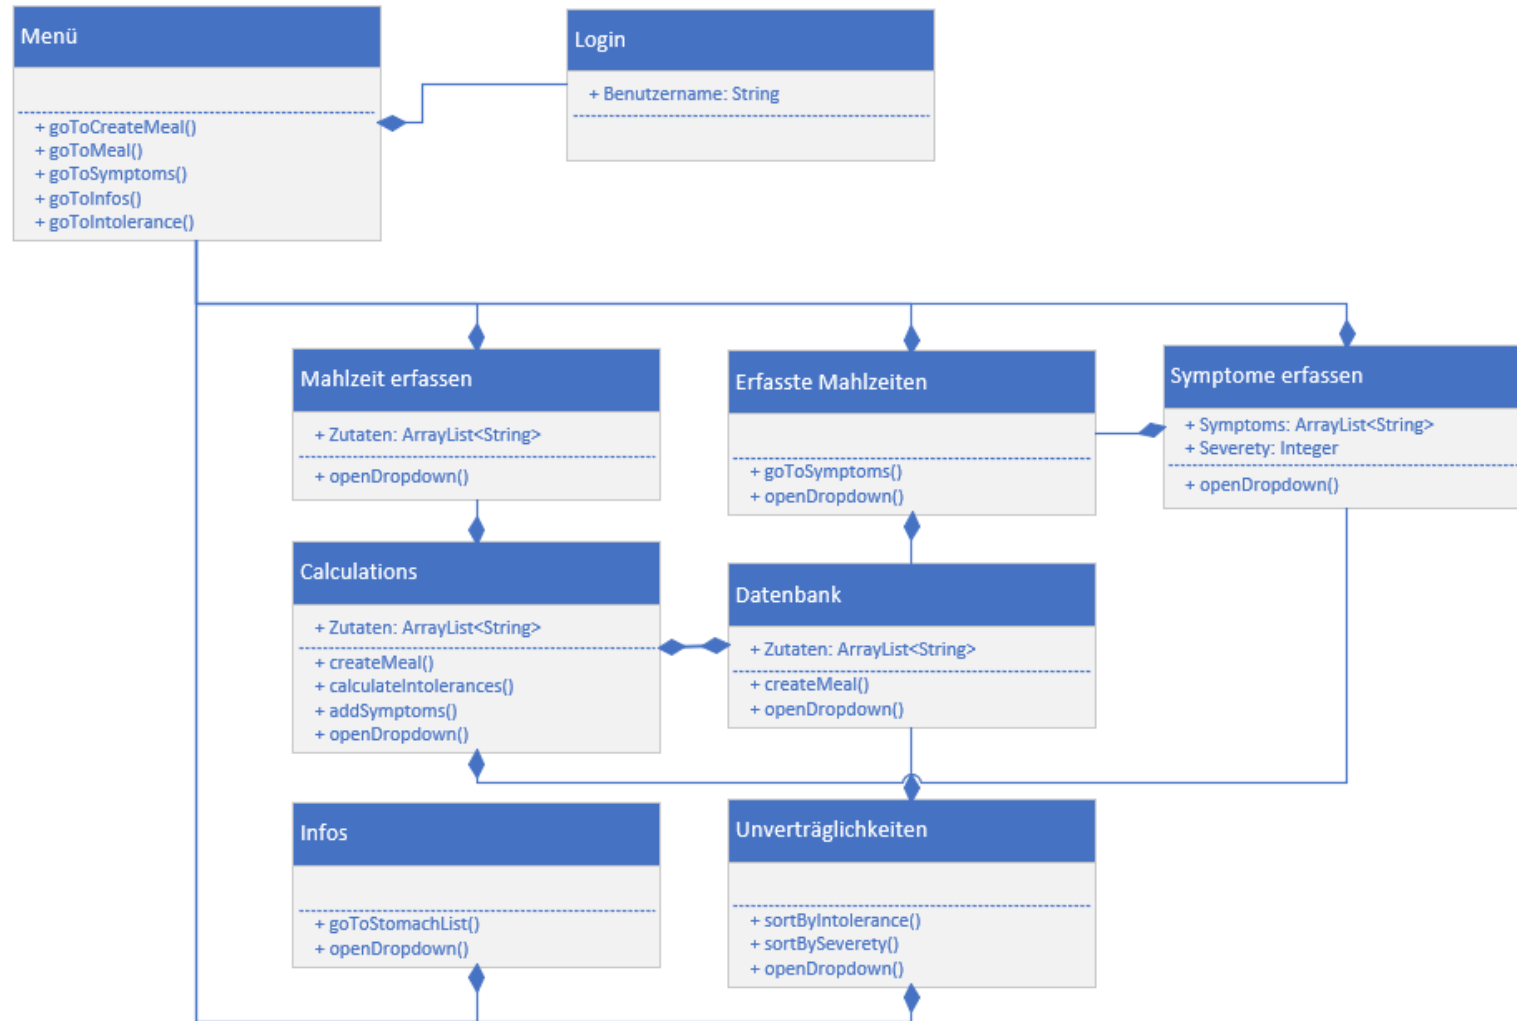 Menü
+ goToCreateMeal()
+ goToMeal()
+ goToSymptoms()
+ goToInfos()
+ goToIntolerance()
Login
+ Benutzername: String
Mahlzeit erfassen
+ Zutaten: ArrayList<String>
+ openDropdown()
Erfasste Mahlzeiten
+ goToSymptoms()
+ openDropdown()
Symptome erfassen
+ Symptoms: ArrayList<String>
+ Severety: Integer
+ openDropdown()
Calculations
+ Zutaten: ArrayList<String>
+ createMeal()
+ calculateIntolerances()
+ addSymptoms()
+ openDropdown()
Datenbank
+ Zutaten: ArrayList<String>
+ createMeal()
+ openDropdown()
Infos
+ goToStomachList()
+ openDropdown()
Unverträglichkeiten
+ sortByIntolerance()
+ sortBySeverety()
+ openDropdown()